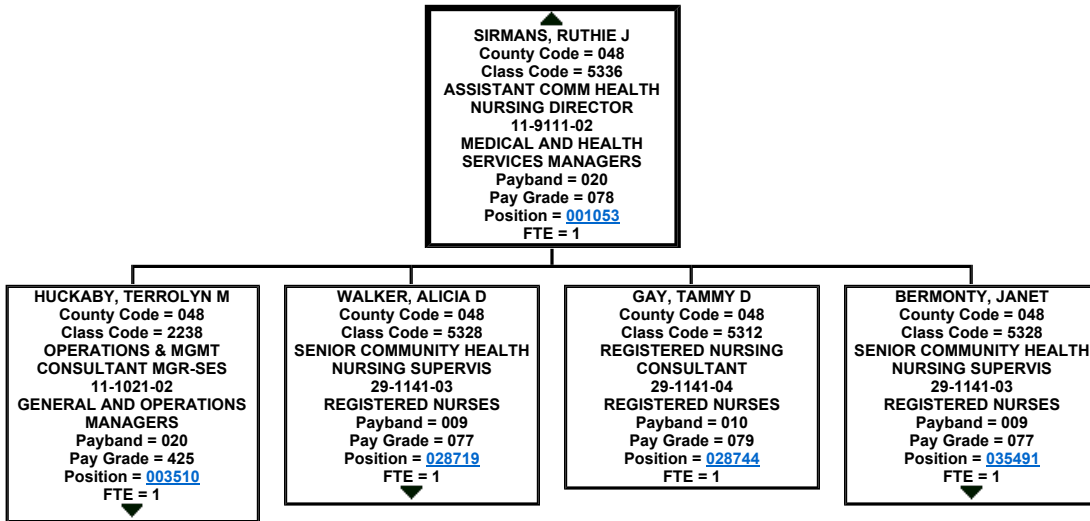 SIRMANS, RUTHIE J
County Code = 048
Class Code = 5336
ASSISTANT COMM HEALTH
NURSING DIRECTOR
11-9111-02
MEDICAL AND HEALTH
SERVICES MANAGERS
Payband = 020
Pay Grade = 078
Position = 001053
FTE = 1
HUCKABY, TERROLYN M
County Code = 048
Class Code = 2238
OPERATIONS & MGMT
CONSULTANT MGR-SES
11-1021-02
GENERAL AND OPERATIONS
MANAGERS
Payband = 020
Pay Grade = 425
Position = 003510
FTE = 1
WALKER, ALICIA D
County Code = 048
Class Code = 5328
SENIOR COMMUNITY HEALTH
NURSING SUPERVIS
29-1141-03
REGISTERED NURSES
Payband = 009
Pay Grade = 077
Position = 028719
FTE = 1
GAY, TAMMY D
County Code = 048
Class Code = 5312
REGISTERED NURSING
CONSULTANT
29-1141-04
REGISTERED NURSES
Payband = 010
Pay Grade = 079
Position = 028744
FTE = 1
BERMONTY, JANET
County Code = 048
Class Code = 5328
SENIOR COMMUNITY HEALTH
NURSING SUPERVIS
29-1141-03
REGISTERED NURSES
Payband = 009
Pay Grade = 077
Position = 035491
FTE = 1